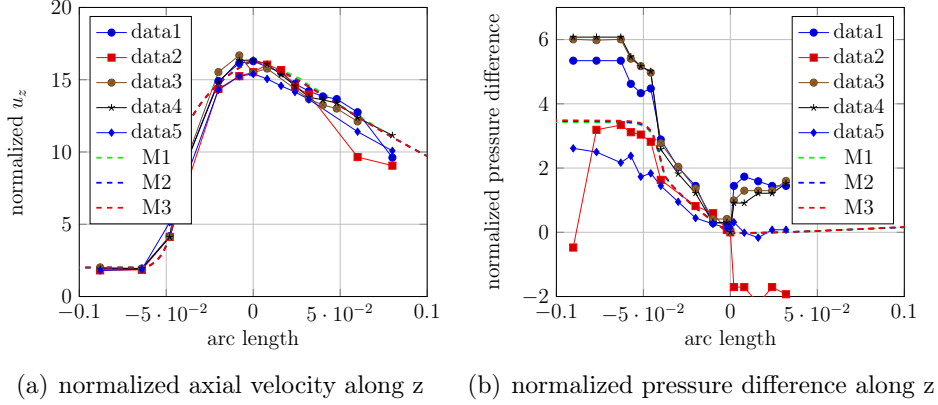 20
15
10
5
0
normalized u_z
data1
data2
data3
data4
data5
M1
M2
M3
−0.1
−5 · 10⁻²
0
5 · 10⁻²
0.1
arc length
(a) normalized axial velocity along z
6
4
2
0
−2
normalized pressure difference
data1
data2
data3
data4
data5
M1
M2
M3
−0.1
−5 · 10⁻²
0
5 · 10⁻²
0.1
arc length
(b) normalized pressure difference along z